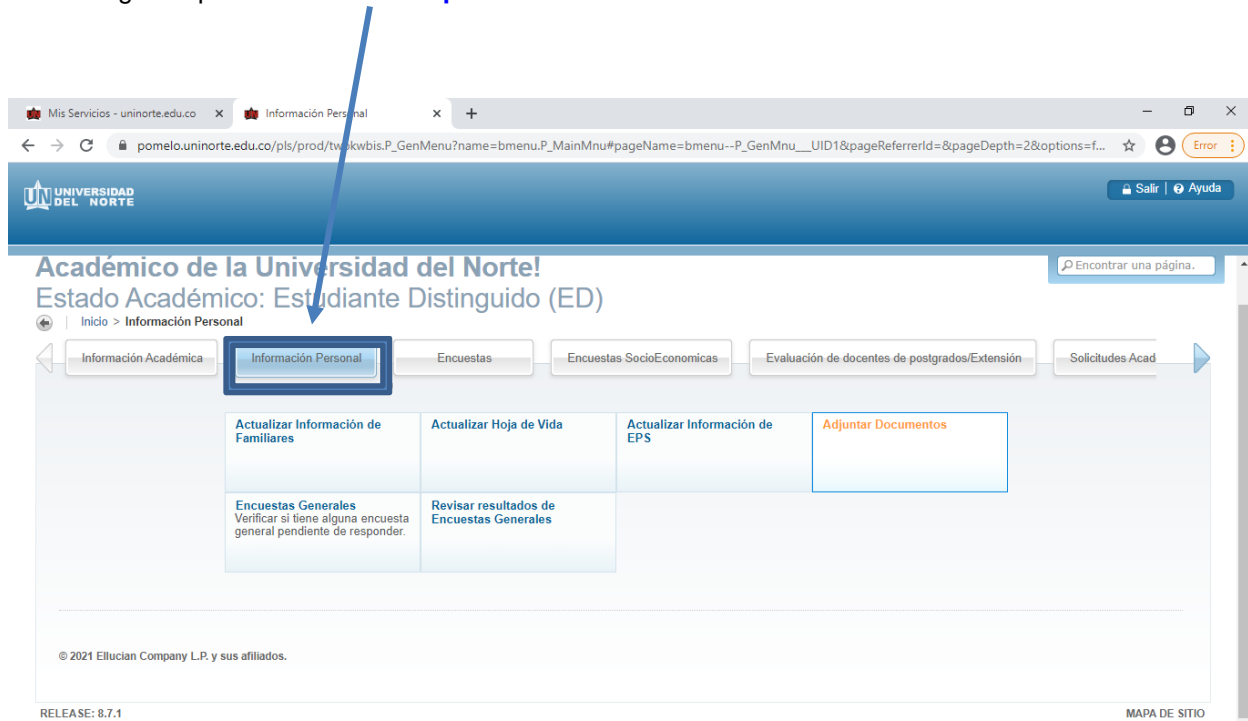 Mis Servicios - uninorte.edu.co
Información Personal
pomelo.uninorte.edu.co/pls/prod/twbkwbis.P_GenMenu?name=bmenu.P_MainMnu#pageName=bmenu--P_GenMnu___UID1&pageReferrerId=&pageDepth=2&options=f...
Error
UN UNIVERSIDAD
DEL NORTE
Salir | Ayuda
Académico de la Universidad del Norte!
Encontrar una página.
Estado Académico: Estudiante Distinguido (ED)
Inicio > Información Personal
Información Académica
Información Personal
Encuestas
Encuestas SocioEconomicas
Evaluación de docentes de postgrados/Extensión
Solicitudes Acad
Actualizar Información de
Familiares
Actualizar Hoja de Vida
Actualizar Información de
EPS
Adjuntar Documentos
Encuestas Generales
Verificar si tiene alguna encuesta
general pendiente de responder.
Revisar resultados de
Encuestas Generales
© 2021 Ellucian Company L.P. y sus afiliados.
RELEASE: 8.7.1
MAPA DE SITIO